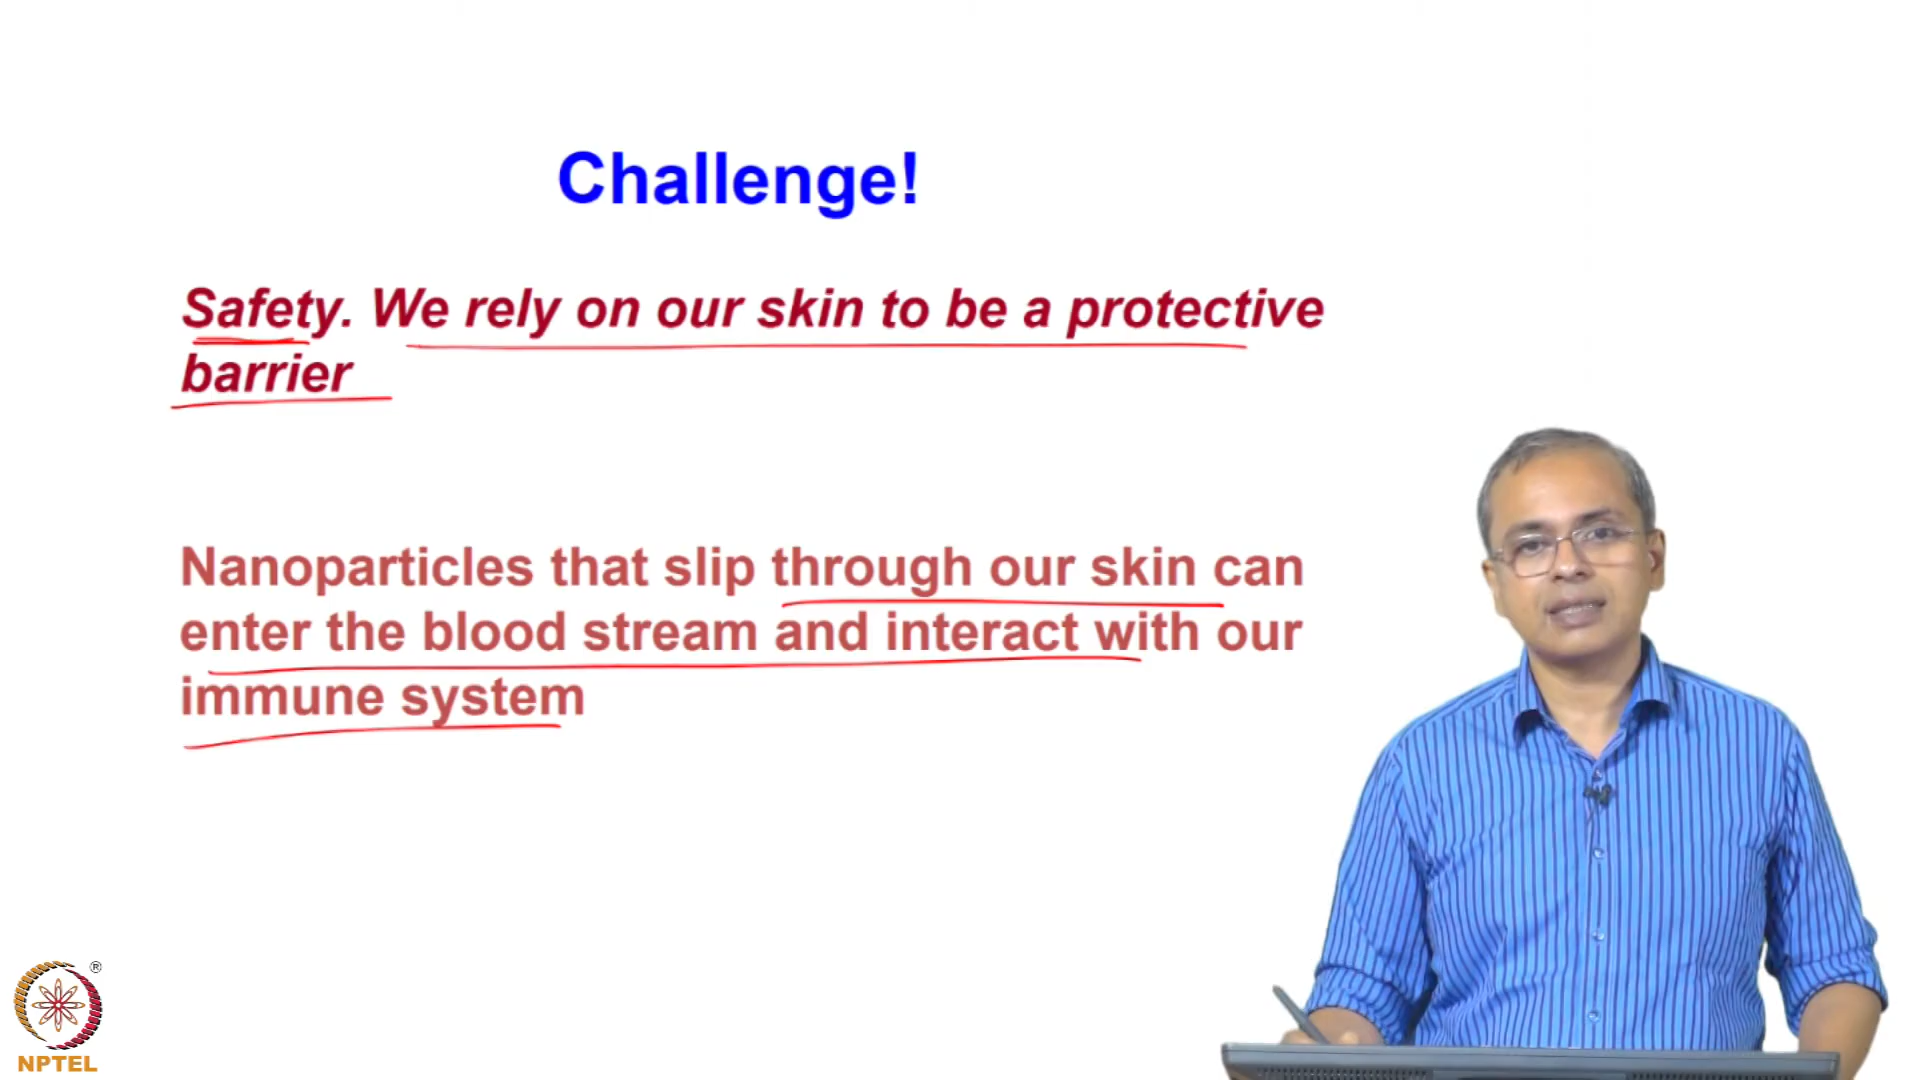 Challenge!
Safety. We rely on our skin to be a protective
barrier
Nanoparticles that slip through our skin can
enter the blood stream and interact with our
immune system
®
NPTEL